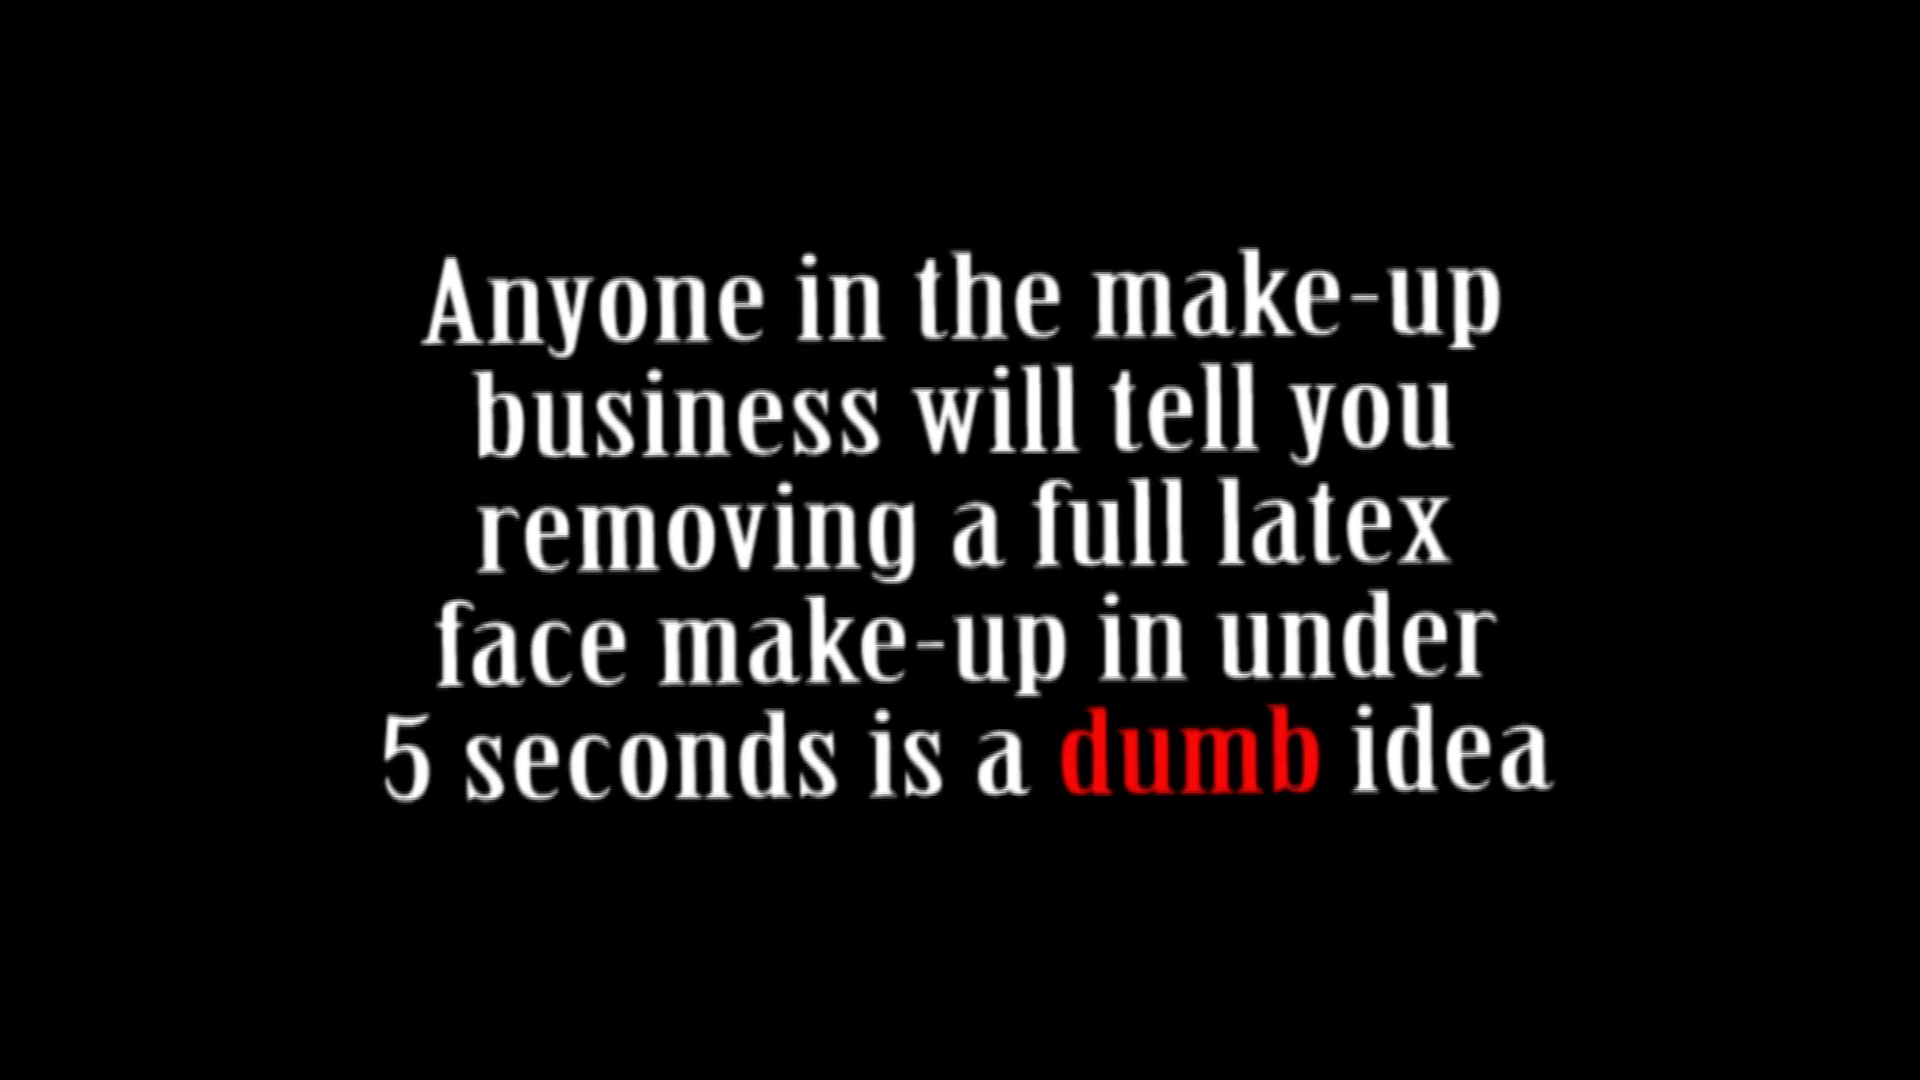 Anyone in the make-up
business will tell you
removing a full latex
face make-up in under
5 seconds is a dumb idea